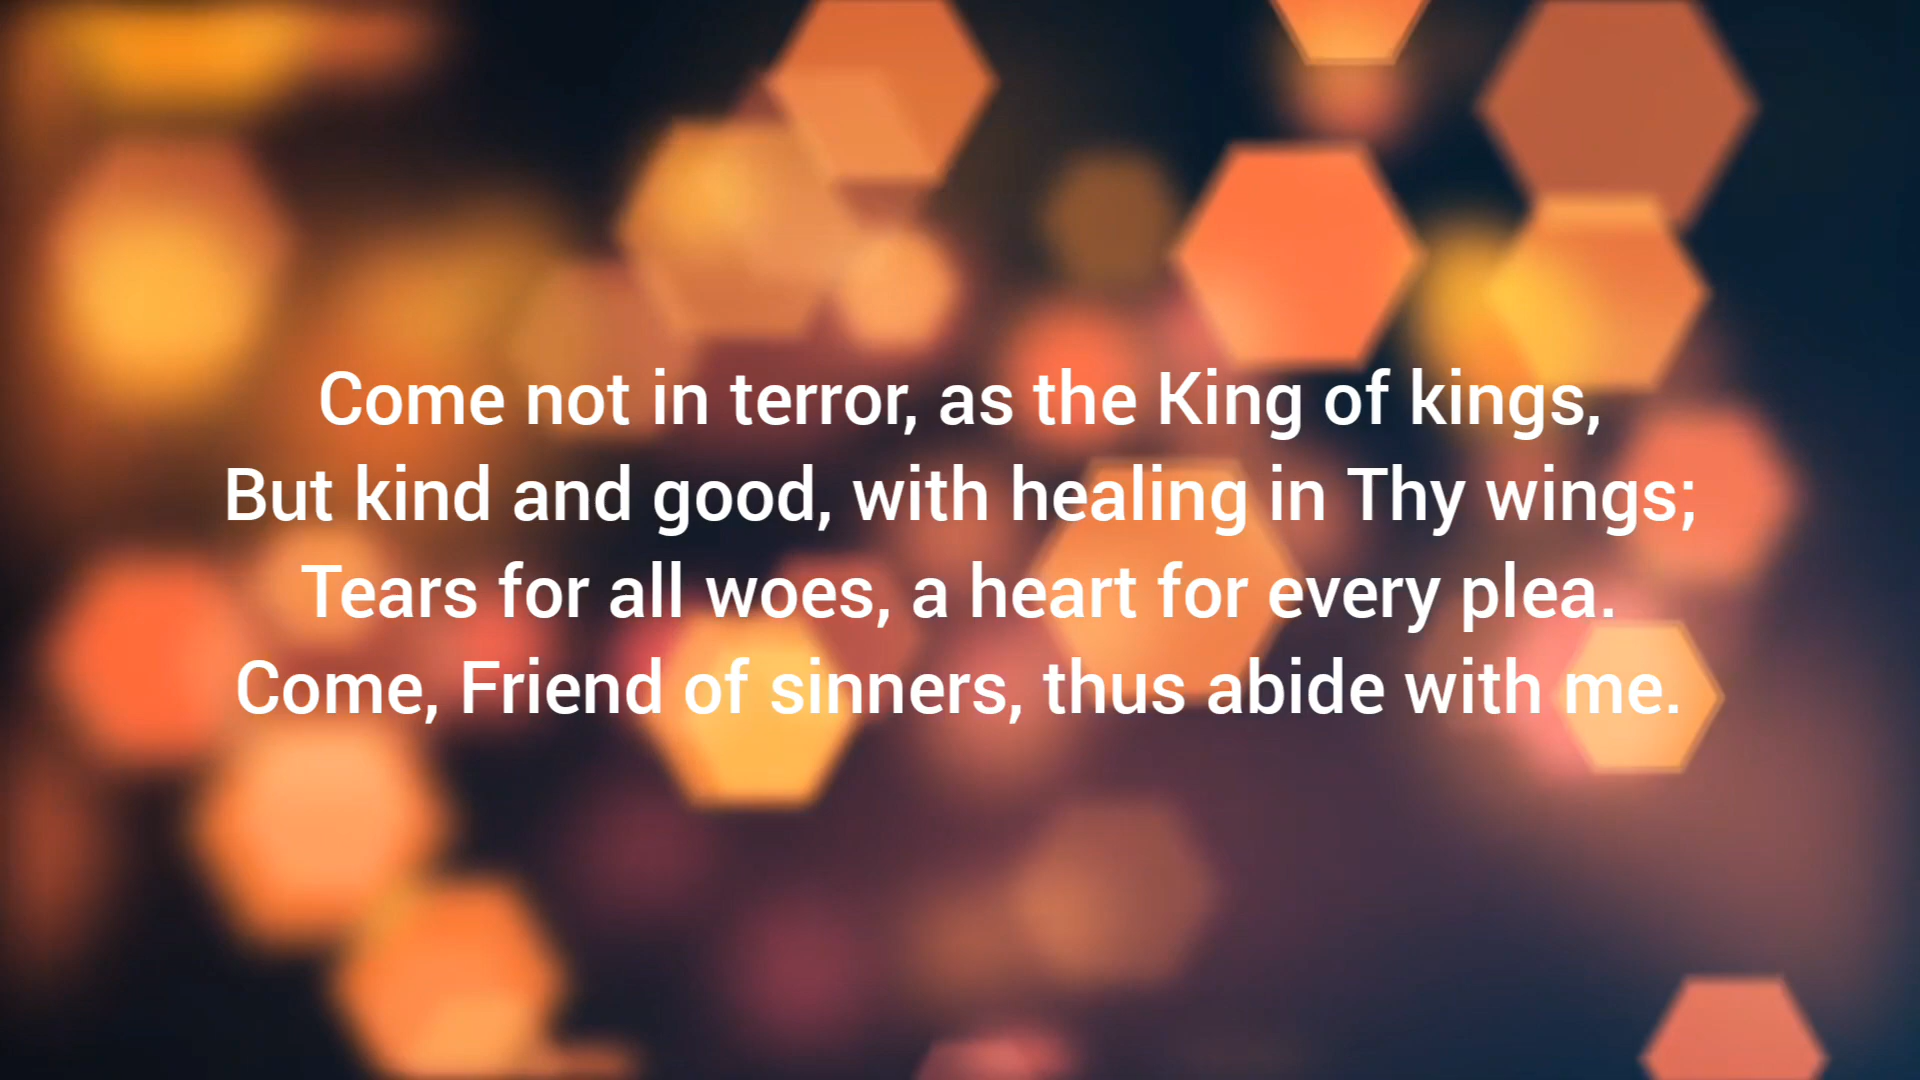 Come not in terror, as the King of kings,
But kind and good, with healing in Thy wings;
Tears for all woes, a heart for every plea.
Come, Friend of sinners, thus abide with me.